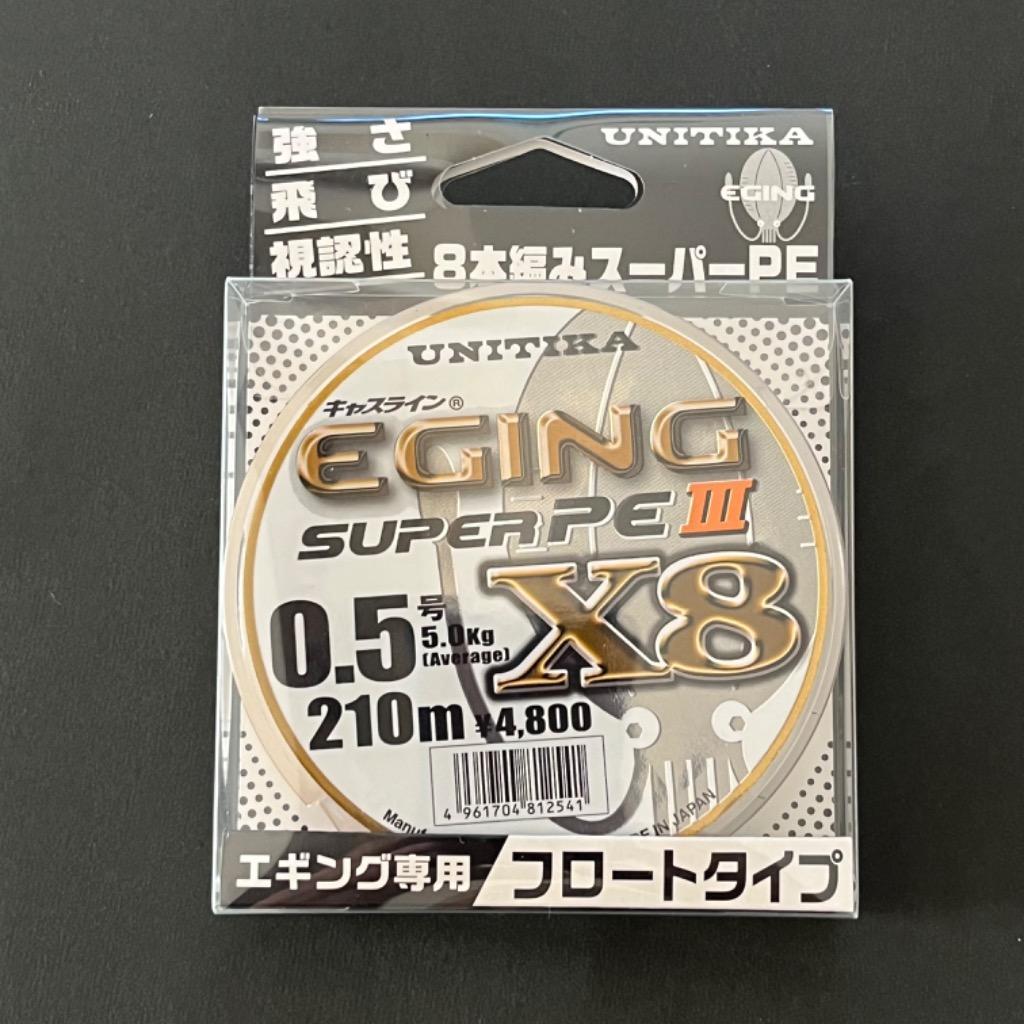 強さ
飛び
視認性
UNITIKA
EGING
8本編みスーパーPE
UNITIKA
キャスライン®
EGING
SUPER PE III
X8
0.5号
5.0Kg
(Average)
210m ¥4,800
4 961704 812541
IN JAPAN
エギング専用 フロートタイプ